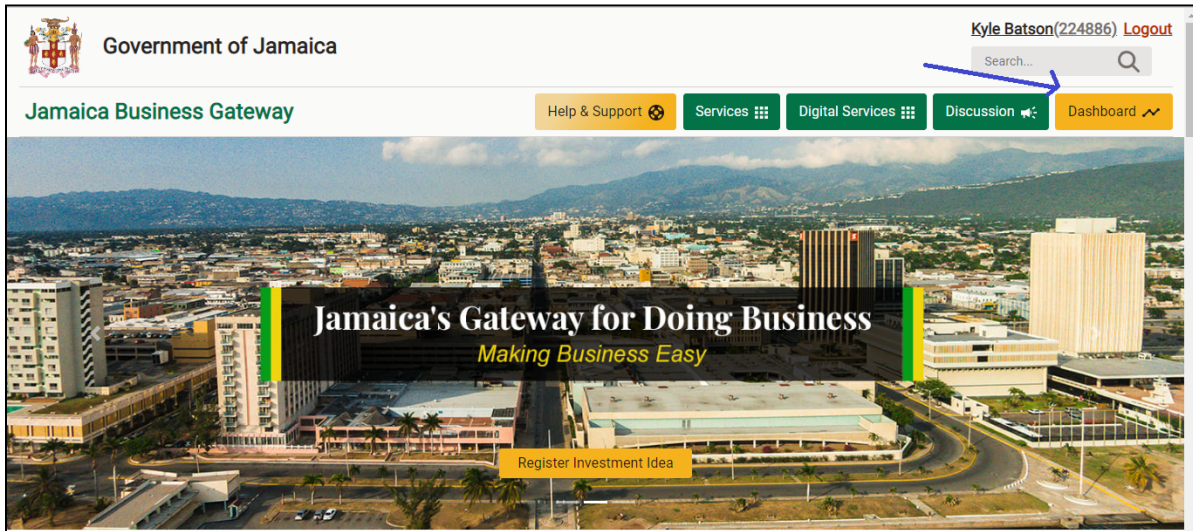 Government of Jamaica
Kyle Batson(224886) Logout
Search...
Jamaica Business Gateway
Help & Support
Services
Digital Services
Discussion
Dashboard
Jamaica's Gateway for Doing Business
Making Business Easy
Register Investment Idea